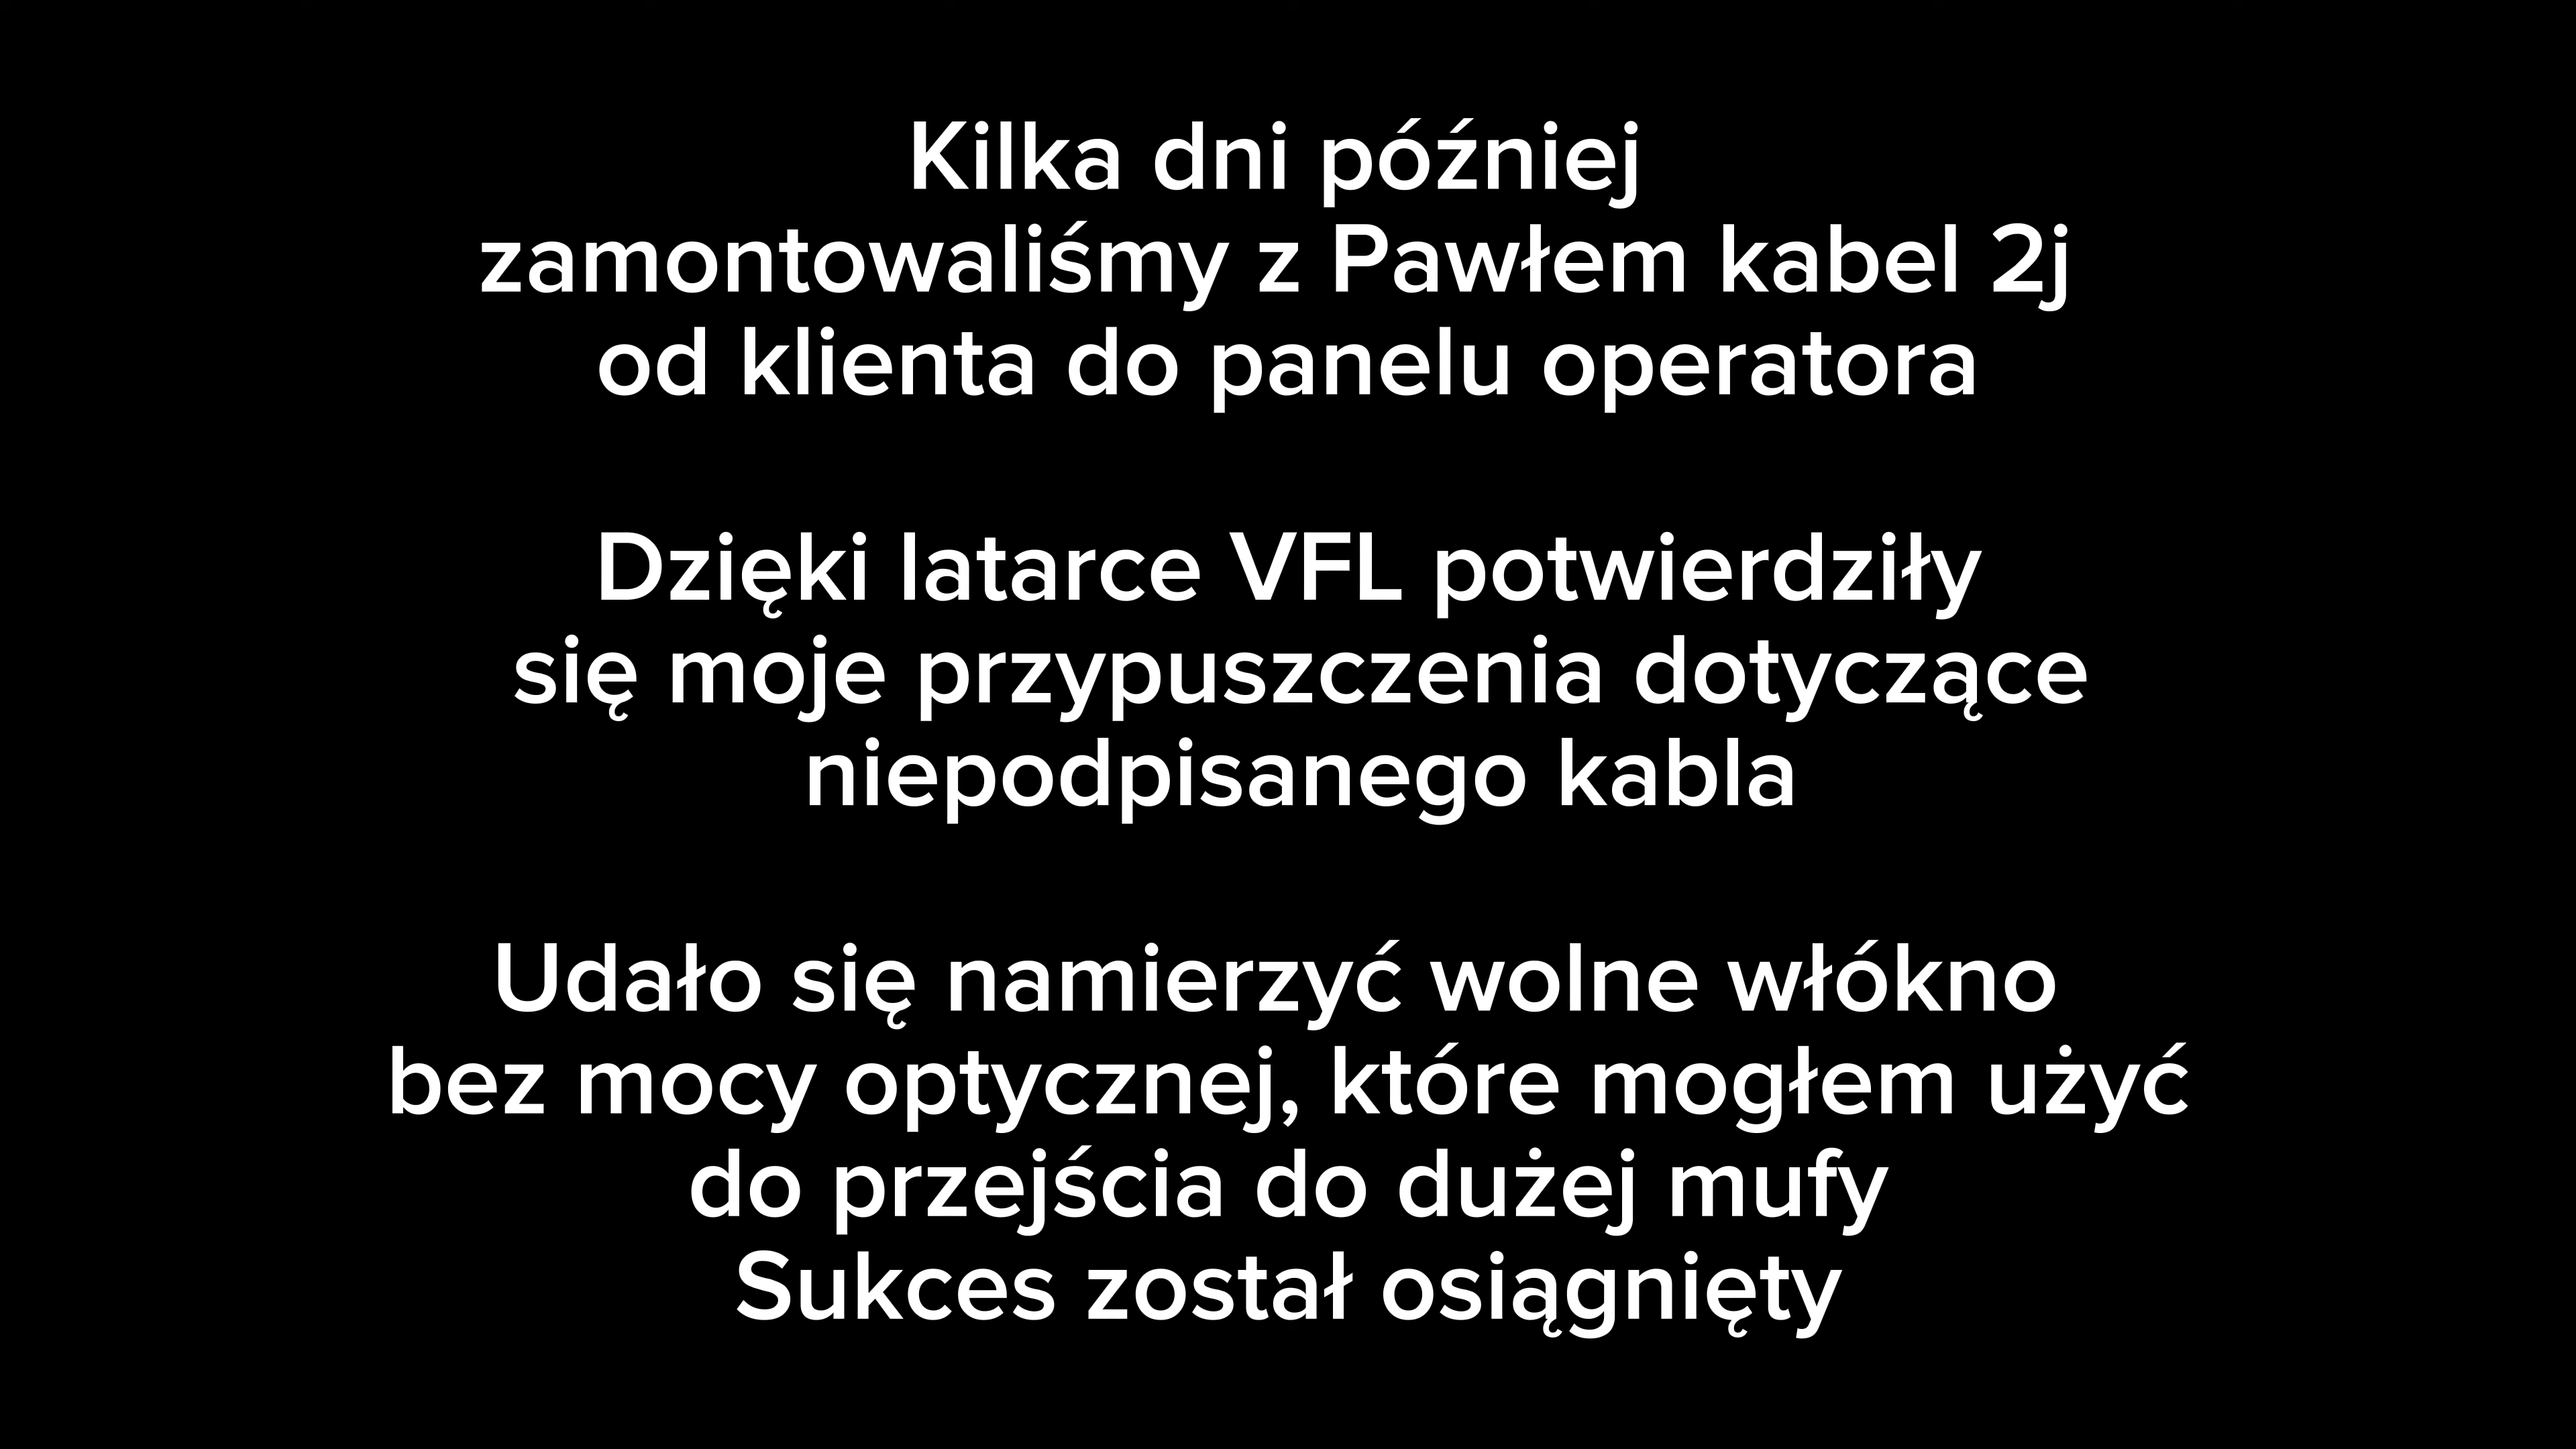 Kilka dni później
zamontowaliśmy z Pawłem kabel 2j
od klienta do panelu operatora
Dzięki latarce VFL potwierdziły
się moje przypuszczenia dotyczące
niepodpisanego kabla
Udało się namierzyć wolne włókno
bez mocy optycznej, które mogłem użyć
do przejścia do dużej mufy
Sukces został osiągnięty